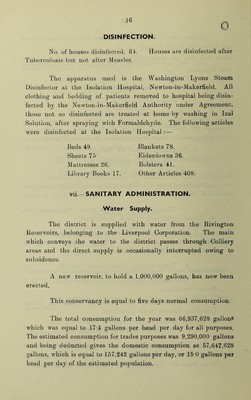 16
DISINFECTION.
No. of houses disinfected, 64. Houses are disinfected after
Tuberculosis but not after Measles.
The apparatus used is the Washington Lyons Steam
Disinfector at the Isolation Hospital, Newton-in-Makerfield. All
clothing and bedding of patients removed to hospital being disin-
fected by the Newton-in-Makerfield Authority under Agreement,
those not so disinfected are treated at home by washing in Izal
Solution, after spraying with Formaldehyde. The following articles
were disinfected at the Isolation Hospital:—
Beds 49. Blankets 78.
Sheets 75 Eiderdowns 36.
Mattresses 26. Bolsters 41.
Library Books 17. Other Articles 408.
vii.—SANITARY ADMINISTRATION.
Water Supply.
The district is supplied with water from the Rivington
Reservoirs, belonging to the Liverpool Corporation. The main
which conveys the water to the district passes through Colliery
areas and the direct supply is occasionally interrupted owing to
subsidence.
A new reservoir, to hold a 1,000,000 gallons, has now been
erected.
This conservancy is equal to five days normal consumption.
The total consumption for the year was 66,937,628 gallons
which was equal to 17·4 gallons per head per day for all purposes.
The estimated consumption for trades purposes was 9,290,000 gallons
and being deducted gives the domestic consumption as 57,647,628
gallons, which is equal to 157,242 gallons per day, or 15·0 gallons per
head per day of the estimated population.